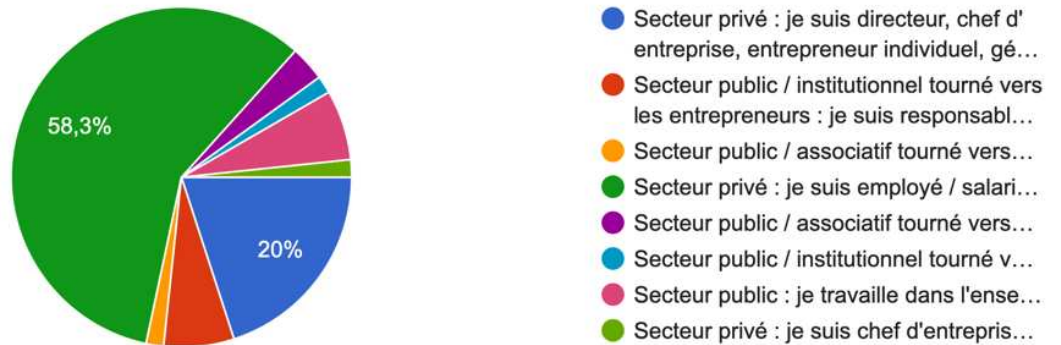 58,3%
20%
Secteur privé : je suis directeur, chef d'
entreprise, entrepreneur individuel, gé…
Secteur public / institutionnel tourné vers
les entrepreneurs : je suis responsabl…
Secteur public / associatif tourné vers…
Secteur privé : je suis employé / salari…
Secteur public / associatif tourné vers…
Secteur public / institutionnel tourné v…
Secteur public : je travaille dans l'ense…
Secteur privé : je suis chef d'entrepris…